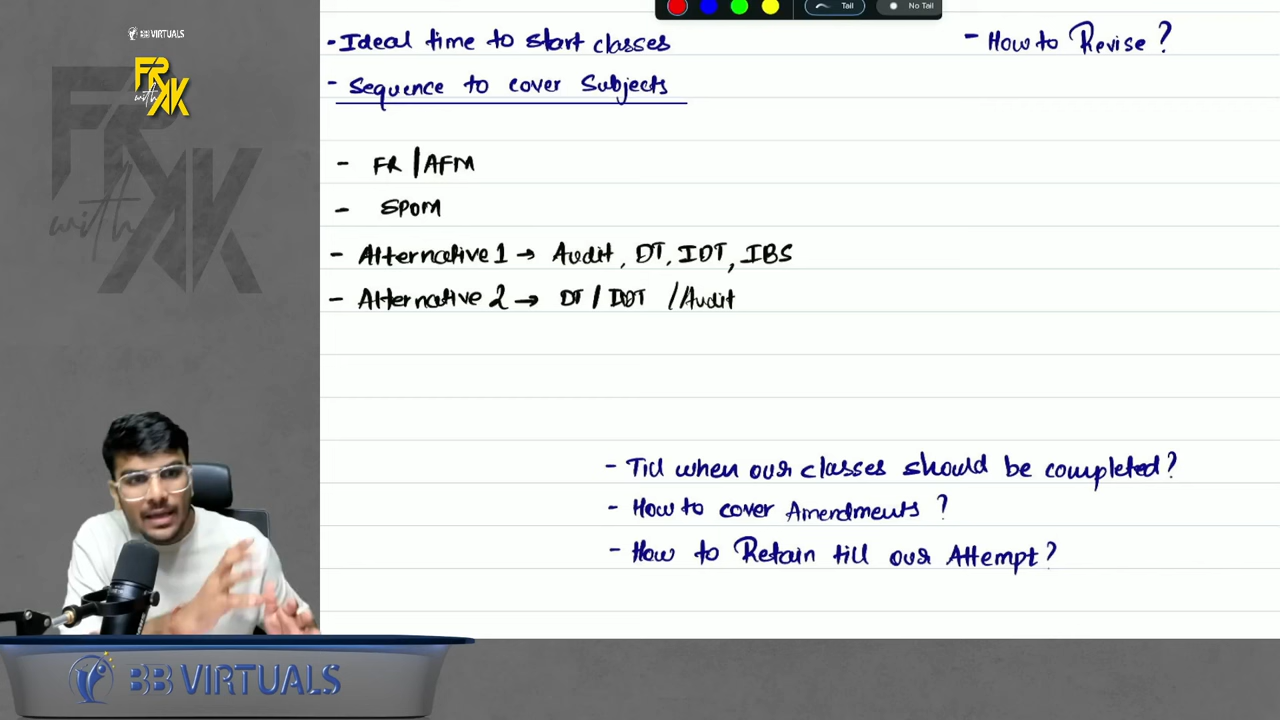 BB VIRTUALS
FR
with
AK
Tail
No Tail
-Ideal time to start classes
- How to Revise?
- Sequence to cover Subjects
- FR / AFM
- SPOM
- Alternative 1 → Audit, DT, IDT, IBS
- Alternative 2 → DT / IDT / Audit
- Till when our classes should be completed?
- How to cover Amendments?
- How to Retain till our Attempt?
BB VIRTUALS